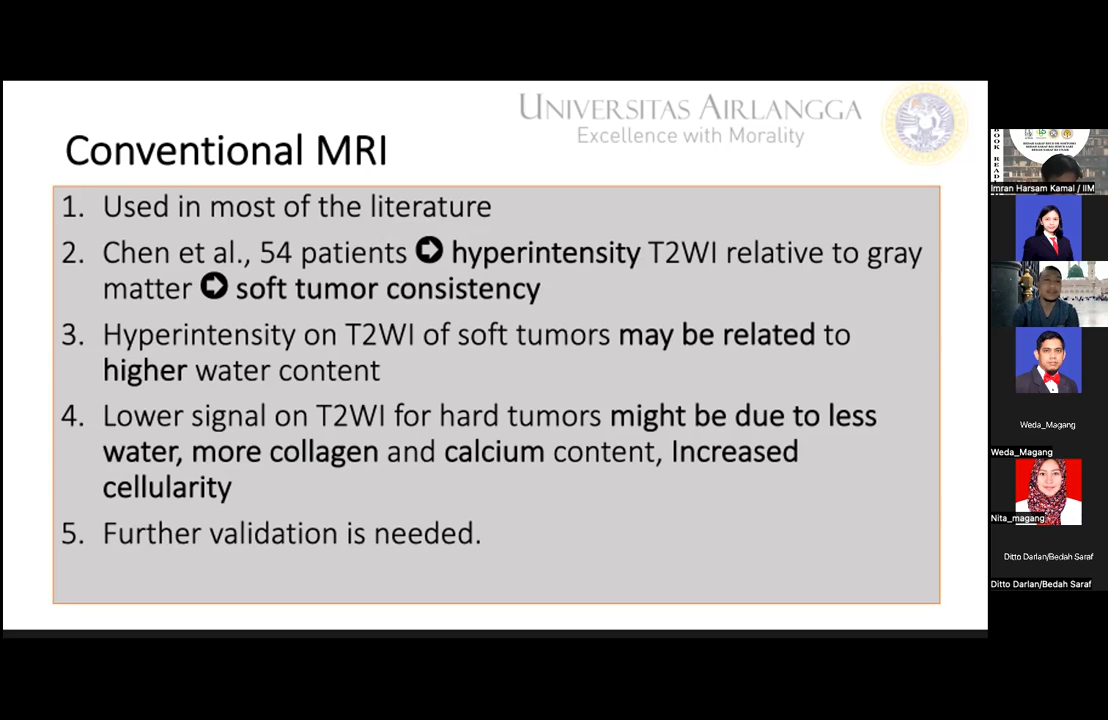 UNIVERSITAS AIRLANGGA
Excellence with Morality
Conventional MRI
1. Used in most of the literature
2. Chen et al., 54 patients ➲ hyperintensity T2WI relative to gray
matter ➲ soft tumor consistency
3. Hyperintensity on T2WI of soft tumors may be related to
higher water content
4. Lower signal on T2WI for hard tumors might be due to less
water, more collagen and calcium content, Increased
cellularity
5. Further validation is needed.
Imran Harsam Kamal / IIM
Weda_Magang
Weda_Magang
Nita_magang
Ditto Darlan/Bedah Saraf
Ditto Darlan/Bedah Saraf